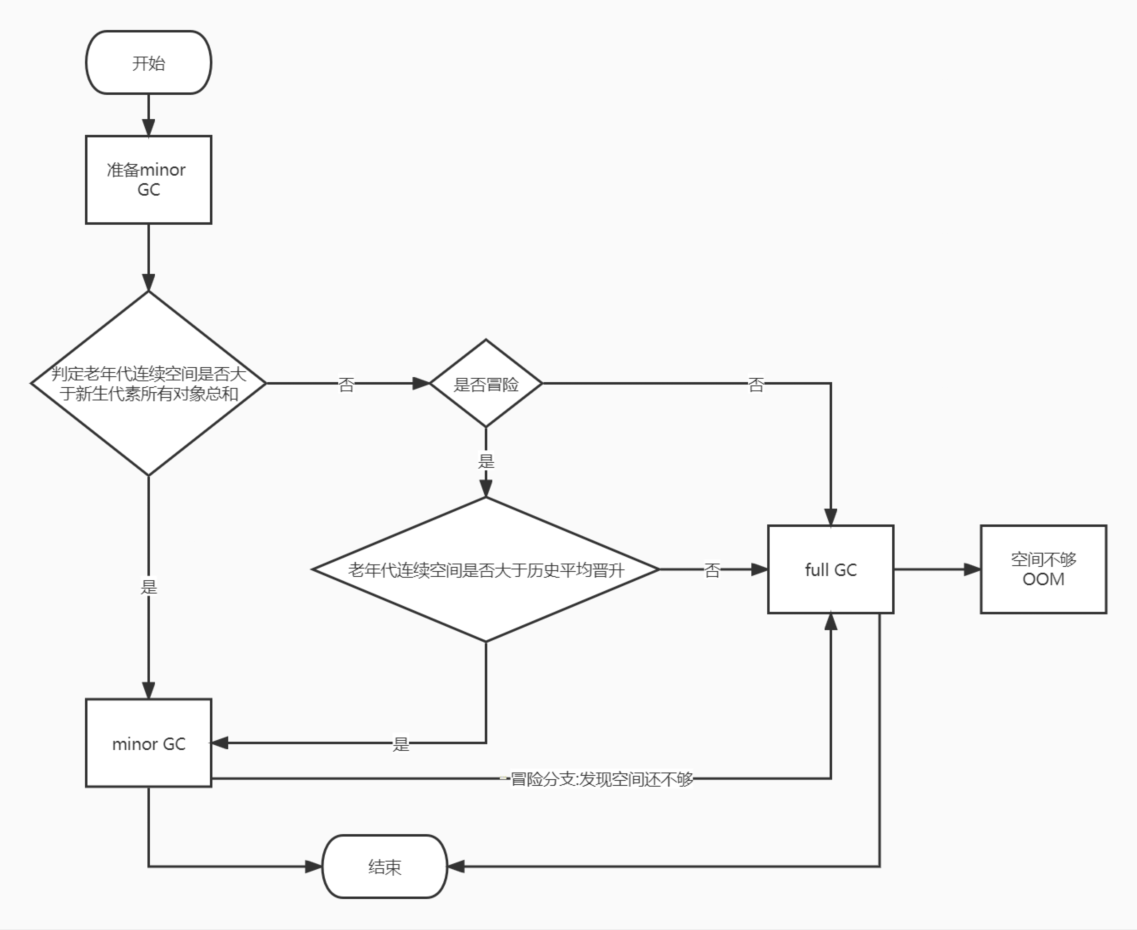 开始
准备minor
GC
判定老年代连续空间是否大
于新生代素所有对象总和
否
是否冒险
否
是
老年代连续空间是否大于历史平均晋升
否
full GC
空间不够
OOM
是
minor GC
是
冒险分支:发现空间还不够
结束